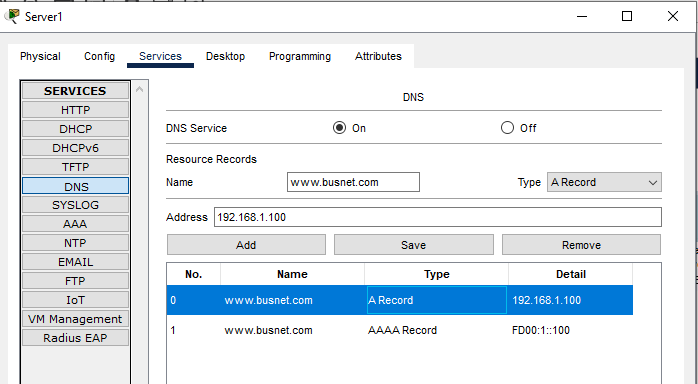 Server1
Physical Config Services Desktop Programming Attributes
SERVICES
HTTP
DHCP
DHCPv6
TFTP
DNS
SYSLOG
AAA
NTP
EMAIL
FTP
IoT
VM Management
Radius EAP
DNS
DNS Service On Off
Resource Records
Name www.busnet.com Type A Record
Address 192.168.1.100
Add Save Remove
No. Name Type Detail
0 www.busnet.com A Record 192.168.1.100
1 www.busnet.com AAAA Record FD00:1::100